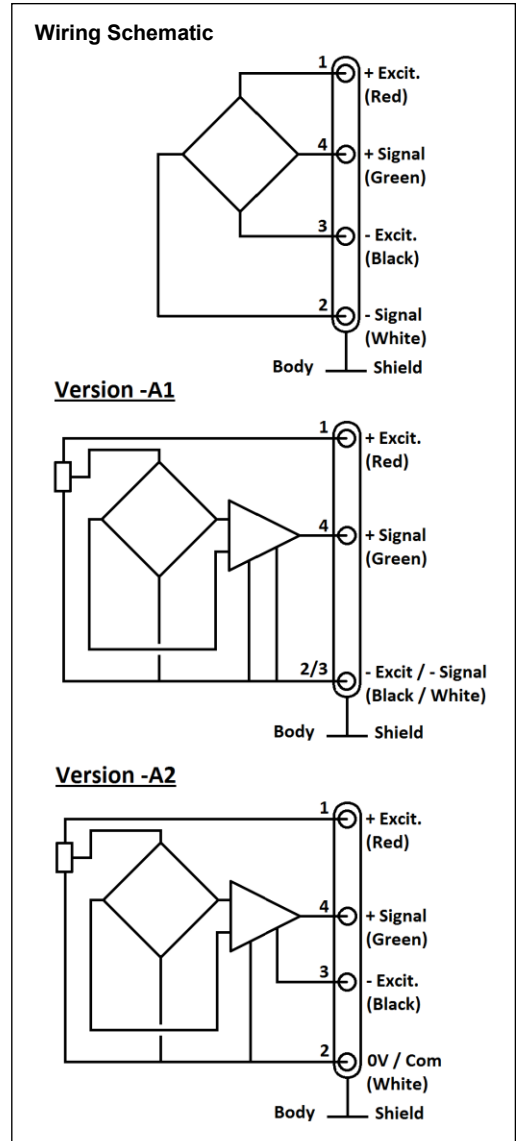 Wiring Schematic
1
+ Excit.
(Red)
4
+ Signal
(Green)
3
- Excit.
(Black)
2
- Signal
(White)
Body
Shield
Version -A1
1
+ Excit.
(Red)
4
+ Signal
(Green)
2/3
- Excit / - Signal
(Black / White)
Body
Shield
Version -A2
1
+ Excit.
(Red)
4
+ Signal
(Green)
3
- Excit.
(Black)
2
0V / Com
(White)
Body
Shield